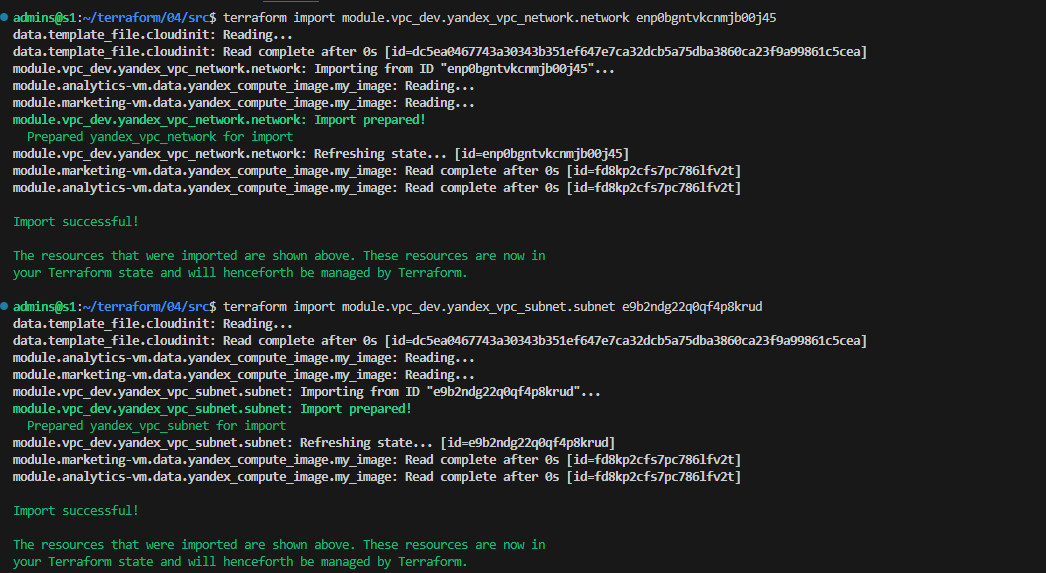 admins@s1:~/terraform/04/src$ terraform import module.vpc_dev.yandex_vpc_network.network enp0bgntvkcnmjb00j45
data.template_file.cloudinit: Reading...
data.template_file.cloudinit: Read complete after 0s [id=dc5ea0467743a30343b351ef647e7ca32dcb5a75dba3860ca23f9a99861c5cea]
module.vpc_dev.yandex_vpc_network.network: Importing from ID "enp0bgntvkcnmjb00j45"...
module.analytics-vm.data.yandex_compute_image.my_image: Reading...
module.marketing-vm.data.yandex_compute_image.my_image: Reading...
module.vpc_dev.yandex_vpc_network.network: Import prepared!
  Prepared yandex_vpc_network for import
module.vpc_dev.yandex_vpc_network.network: Refreshing state... [id=enp0bgntvkcnmjb00j45]
module.marketing-vm.data.yandex_compute_image.my_image: Read complete after 0s [id=fd8kp2cfs7pc786lfv2t]
module.analytics-vm.data.yandex_compute_image.my_image: Read complete after 0s [id=fd8kp2cfs7pc786lfv2t]
Import successful!
The resources that were imported are shown above. These resources are now in
your Terraform state and will henceforth be managed by Terraform.
admins@s1:~/terraform/04/src$ terraform import module.vpc_dev.yandex_vpc_subnet.subnet e9b2ndg22q0qf4p8krud
data.template_file.cloudinit: Reading...
data.template_file.cloudinit: Read complete after 0s [id=dc5ea0467743a30343b351ef647e7ca32dcb5a75dba3860ca23f9a99861c5cea]
module.analytics-vm.data.yandex_compute_image.my_image: Reading...
module.marketing-vm.data.yandex_compute_image.my_image: Reading...
module.vpc_dev.yandex_vpc_subnet.subnet: Importing from ID "e9b2ndg22q0qf4p8krud"...
module.vpc_dev.yandex_vpc_subnet.subnet: Import prepared!
  Prepared yandex_vpc_subnet for import
module.vpc_dev.yandex_vpc_subnet.subnet: Refreshing state... [id=e9b2ndg22q0qf4p8krud]
module.marketing-vm.data.yandex_compute_image.my_image: Read complete after 0s [id=fd8kp2cfs7pc786lfv2t]
module.analytics-vm.data.yandex_compute_image.my_image: Read complete after 0s [id=fd8kp2cfs7pc786lfv2t]
Import successful!
The resources that were imported are shown above. These resources are now in
your Terraform state and will henceforth be managed by Terraform.